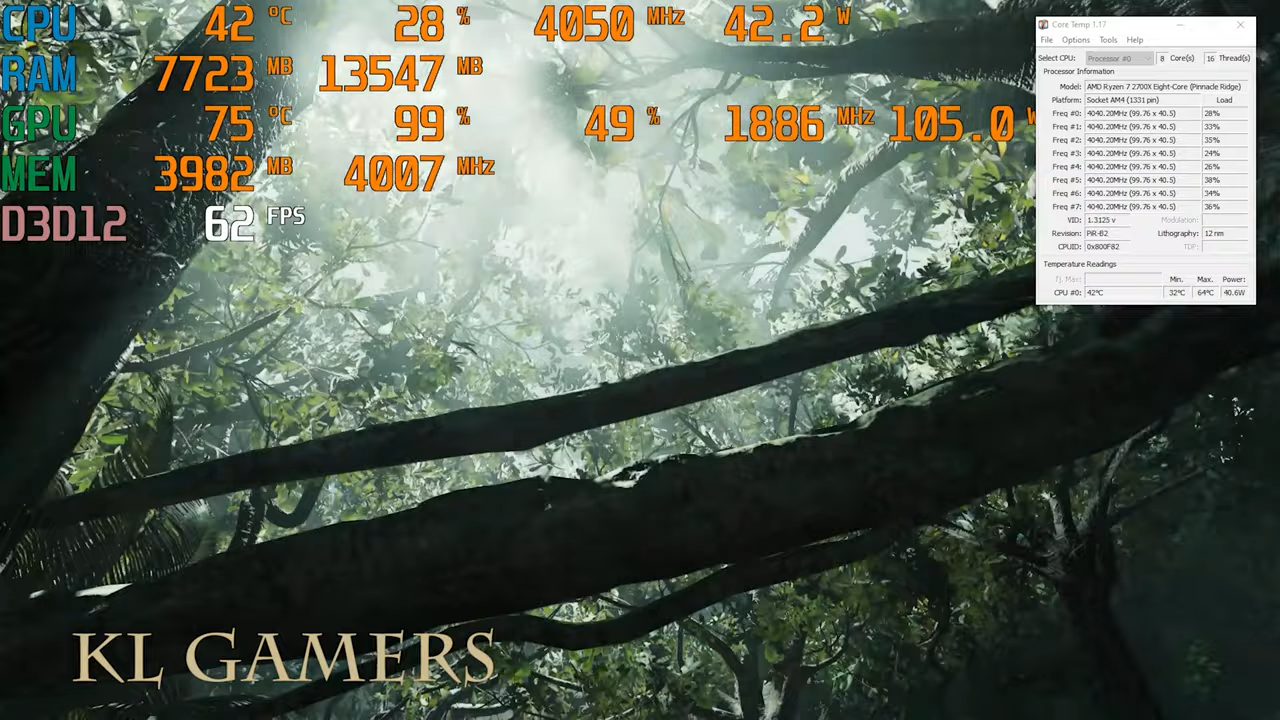 CPU 42 °C 28 % 4050 MHz 42.2 W
RAM 7723 MB 13547 MB
GPU 75 °C 99 % 49 % 1886 MHz 105.0 W
MEM 3982 MB 4007 MHz
D3D12 62 FPS
Core Temp 1.17
File Options Tools Help
Select CPU: Processor #0 8 Core(s) 16 Thread(s)
Processor Information
Model: AMD Ryzen 7 2700X Eight-Core (Pinnacle Ridge)
Platform: Socket AM4 (1331 pin) Load
Freq #0: 4040.20MHz (99.76 x 40.5) 28%
Freq #1: 4040.20MHz (99.76 x 40.5) 33%
Freq #2: 4040.20MHz (99.76 x 40.5) 35%
Freq #3: 4040.20MHz (99.76 x 40.5) 24%
Freq #4: 4040.20MHz (99.76 x 40.5) 26%
Freq #5: 4040.20MHz (99.76 x 40.5) 38%
Freq #6: 4040.20MHz (99.76 x 40.5) 34%
Freq #7: 4040.20MHz (99.76 x 40.5) 36%
VID: 1.3125 v Modulation:
Revision: PiR-B2 Lithography: 12 nm
CPUID: 0x800F82 TDP:
Temperature Readings
Tj. Max: Min. Max. Power:
CPU #0: 42°C 32°C 64°C 40.6W
KL GAMERS